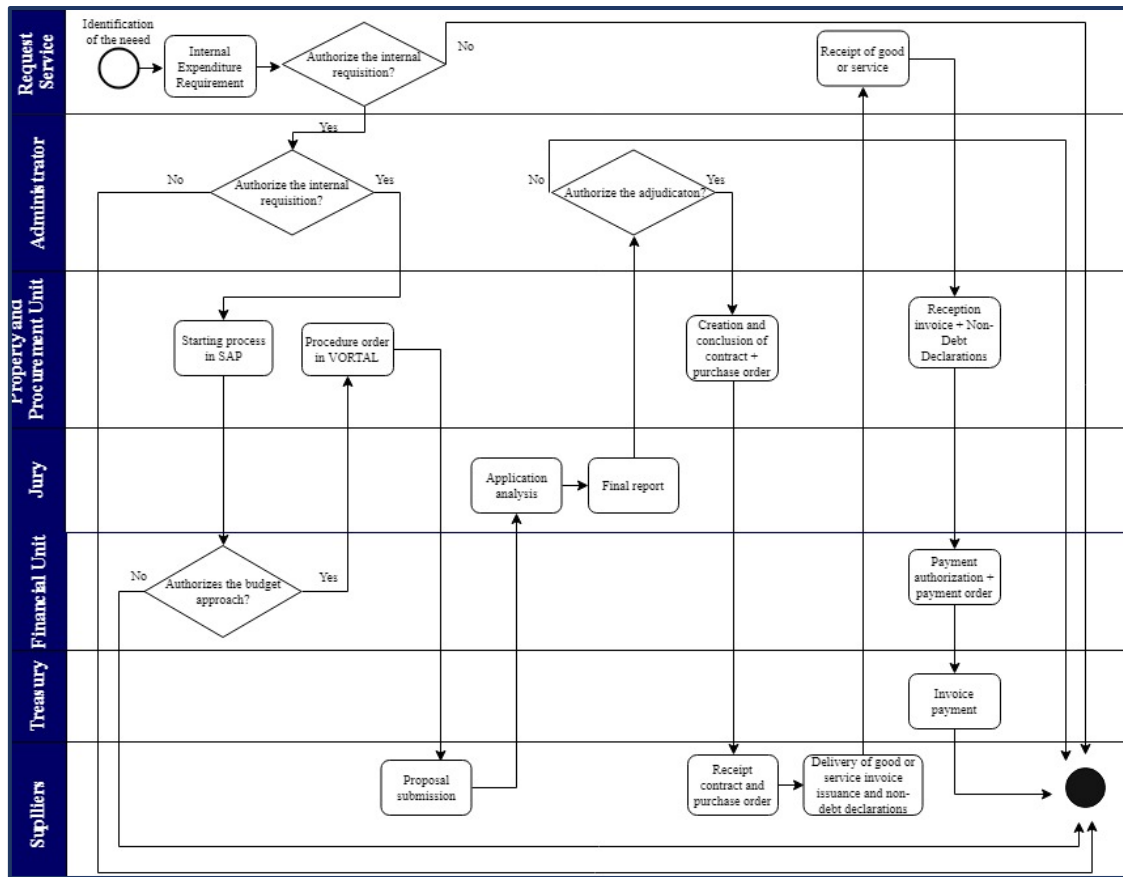 Request
Service
Identification
of the neeed
Internal
Expenditure
Requirement
Authorize the internal
requisition?
No
Yes
Receipt of good
or service
Administrator
No
Authorize the internal
requisition?
Yes
No
Authorize the adjudicaton?
Yes
Property and
Procurement Unit
Starting process
in SAP
Procedure order
in VORTAL
Creation and
conclusion of
contract +
purchase order
Reception
invoice + Non-
Debt
Declarations
Jury
Application
analysis
Final report
Financial Unit
No
Authorizes the budget
approach?
Yes
Payment
authorization +
payment order
Treasury
Invoice
payment
Suplliers
Proposal
submission
Receipt
contract and
purchase order
Delivery of good or
service invoice
issuance and non-
debt declarations